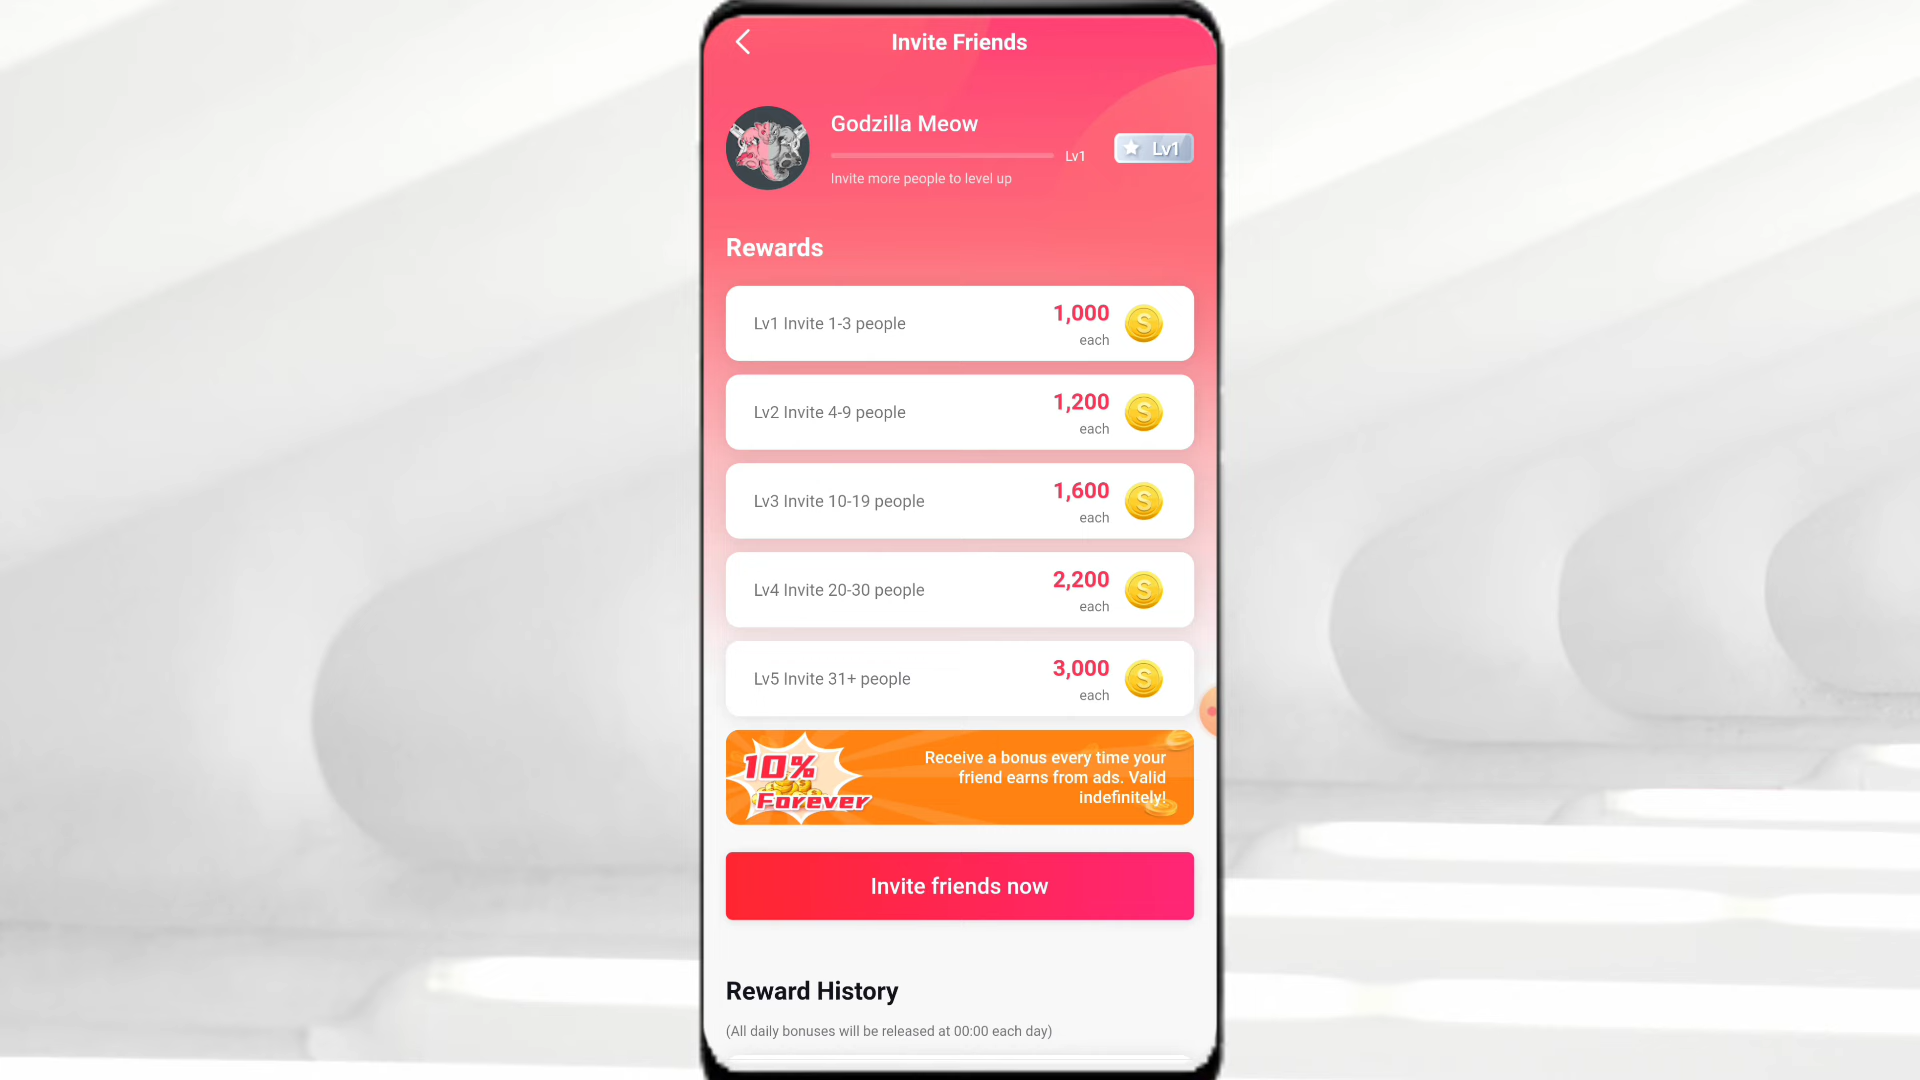 Invite Friends
Godzilla Meow
Lv1
Lv1
Invite more people to level up
Rewards
Lv1 Invite 1-3 people
1,000
each
Lv2 Invite 4-9 people
1,200
each
Lv3 Invite 10-19 people
1,600
each
Lv4 Invite 20-30 people
2,200
each
Lv5 Invite 31+ people
3,000
each
10%
Forever
Receive a bonus every time your
friend earns from ads. Valid
indefinitely!
Invite friends now
Reward History
(All daily bonuses will be released at 00:00 each day)